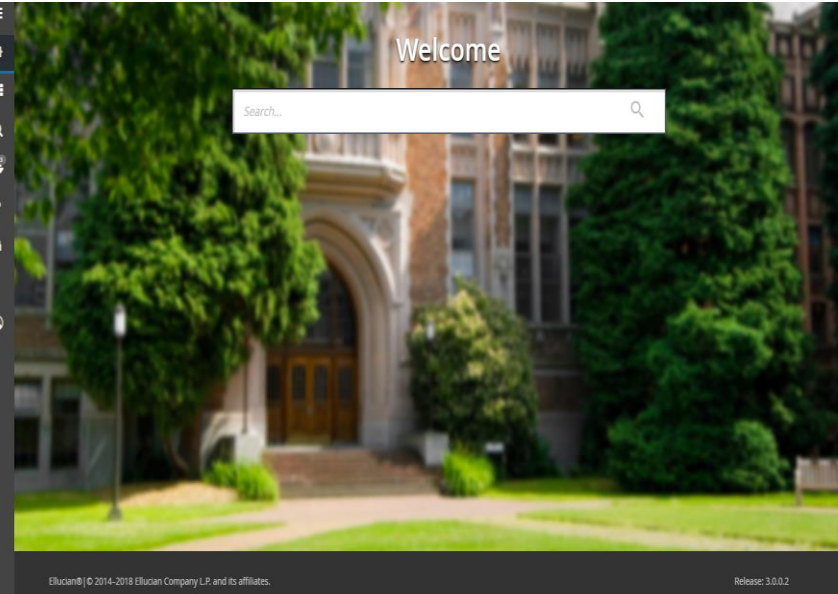 Welcome
Search...
Ellucian®|© 2014-2018 Ellucian Company L.P. and its affiliates.
Release: 3.0.0.2